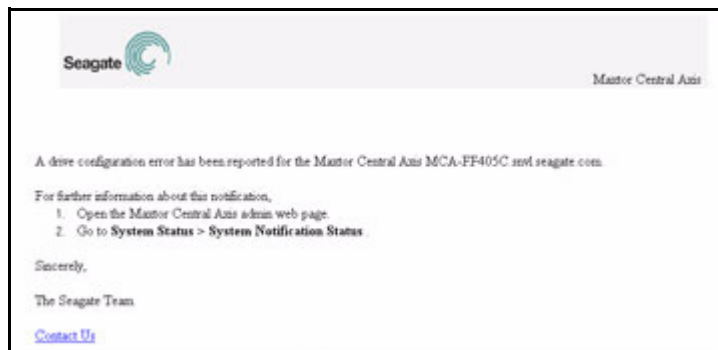 Seagate
Maxtor Central Axis
A drive configuration error has been reported for the Maxtor Central Axis MCA-FF405C.snvl.seagate.com.
For further information about this notification,
1. Open the Maxtor Central Axis admin web page.
2. Go to System Status > System Notification Status .
Sincerely,
The Seagate Team
Contact Us